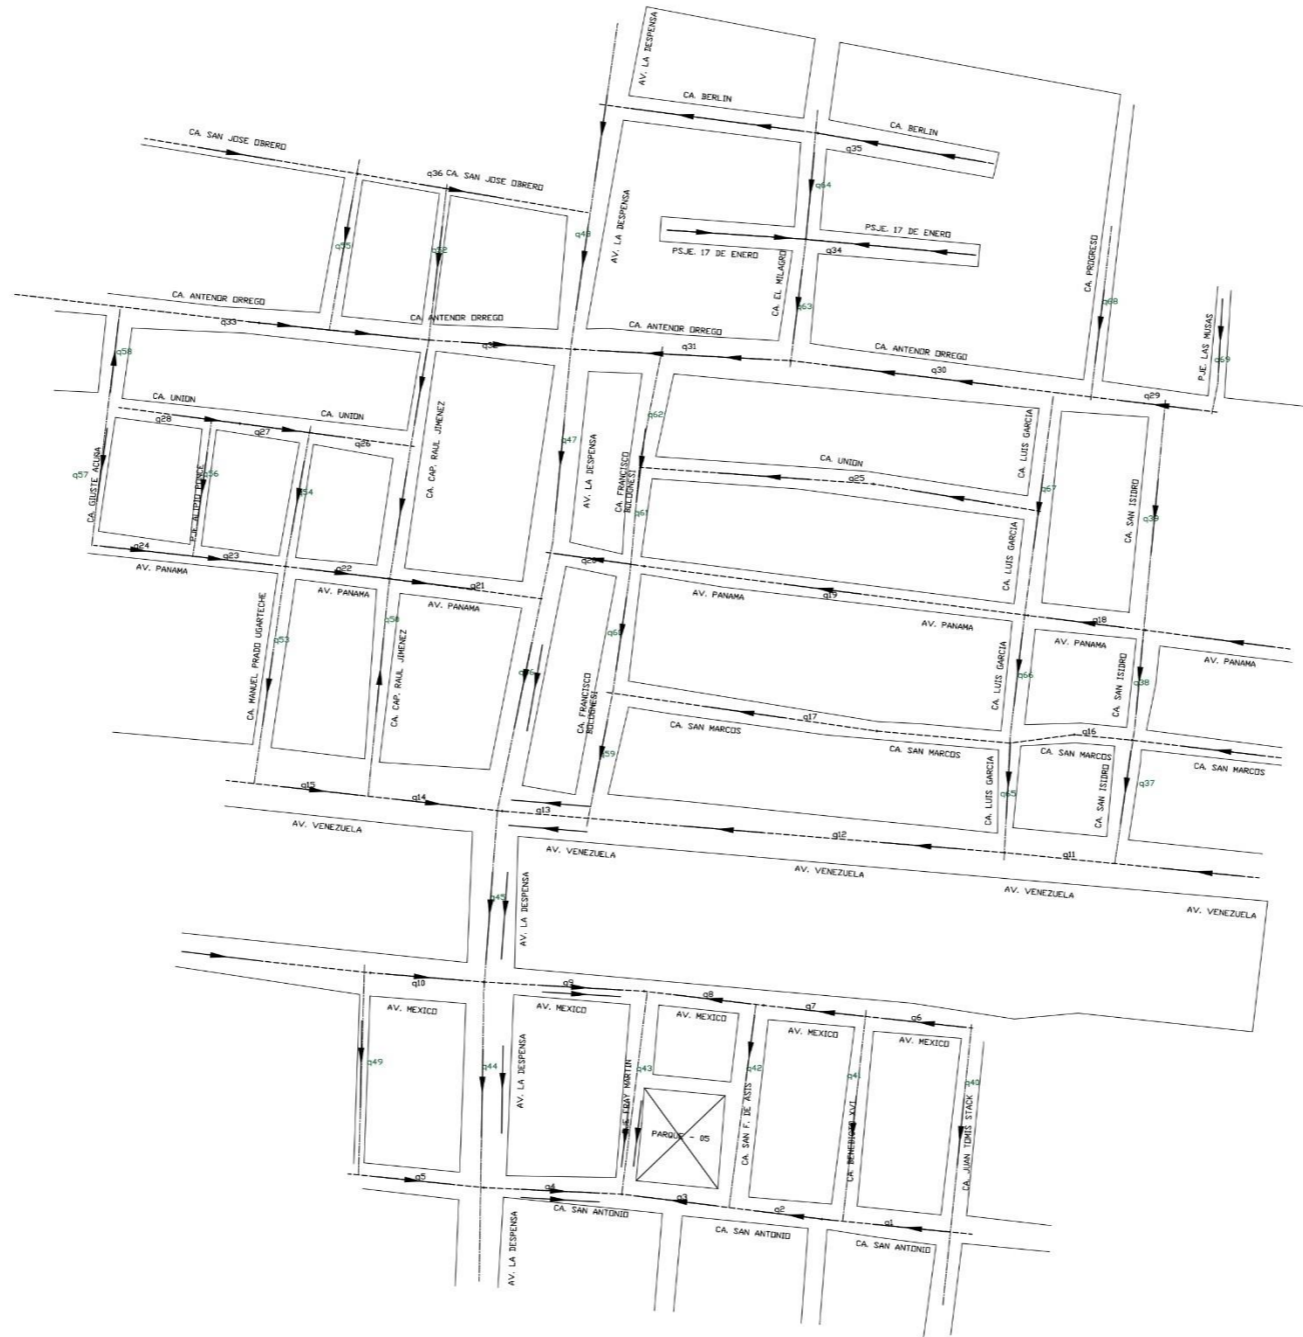 AV. LA DESPENSA
CA. BERLIN
CA. BERLIN
q35
CA. SAN JOSE OBRERO
q36 CA. SAN JOSE OBRERO
q64
q55
q52
q48
AV. LA DESPENSA
PSJE. 17 DE ENERO
PSJE. 17 DE ENERO
q34
CA. EL MILAGRO
q63
CA. PROGRESO
q68
PJE. LAS MUSAS
q69
CA. ANTENOR ORREGO
q33
CA. ANTENOR ORREGO
CA. ANTENOR ORREGO
q31
CA. ANTENOR ORREGO
q30
q29
q58
CA. UNION
q28
q27
CA. UNION
q26
q57
CA. GIUSTE ACUÑA
q56
q54
CA. CAP. RAUL JIMENEZ
q47
AV. LA DESPENSA
q62
CA. FRANCISCO
BOLOGNESI
q61
CA. UNION
q25
CA. LUIS GARCIA
q67
CA. SAN ISIDRO
q39
CA. LUIS GARCIA
q24
q23
q22
q21
AV. PANAMA
AV. PANAMA
AV. PANAMA
q20
q19
q18
AV. PANAMA
AV. PANAMA
AV. PANAMA
AV. PANAMA
CA. MANUEL PRADO UGARTECHE
q53
q50
CA. CAP. RAUL JIMENEZ
q46
q60
CA. FRANCISCO
BOLOGNESI
q59
CA. LUIS GARCIA
q66
CA. SAN ISIDRO
q38
q17
q16
CA. SAN MARCOS
CA. SAN MARCOS
CA. SAN MARCOS
CA. SAN MARCOS
CA. LUIS GARCIA
q65
CA. SAN ISIDRO
q37
q15
q14
q13
q12
q11
AV. VENEZUELA
AV. VENEZUELA
AV. VENEZUELA
AV. VENEZUELA
AV. VENEZUELA
q45
AV. LA DESPENSA
q10
q9
q8
q7
q6
AV. MEXICO
AV. MEXICO
AV. MEXICO
AV. MEXICO
AV. MEXICO
q49
q44
AV. LA DESPENSA
q43
FRAY MARTIN
q42
CA. SAN F. DE ASIS
q41
CA. BENEDICTO XVI
q40
CA. JUAN TOMIS STACK
PARQUE - 05
q5
q4
q3
q2
q1
CA. SAN ANTONIO
CA. SAN ANTONIO
CA. SAN ANTONIO
AV. LA DESPENSA